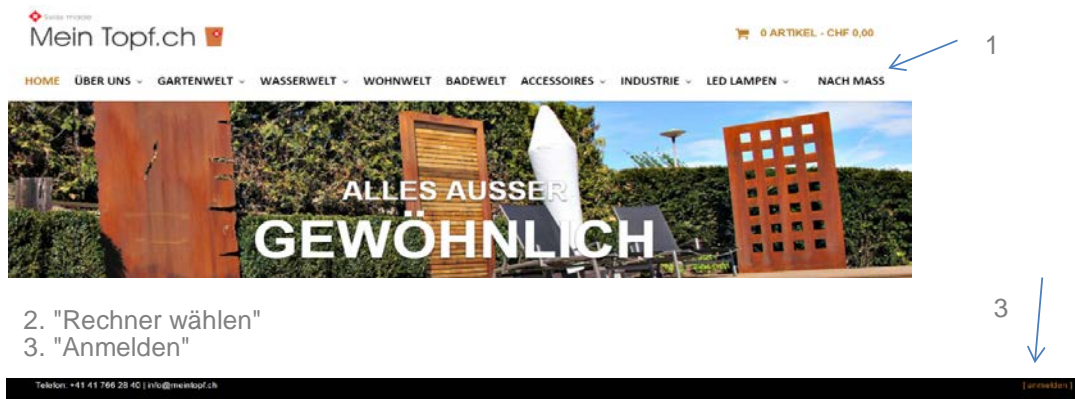 Swiss made
Mein Topf.ch
0 ARTIKEL - CHF 0,00
1
HOME ÜBER UNS GARTENWELT WASSERWELT WOHNWELT BADEWELT ACCESSOIRES INDUSTRIE LED LAMPEN NACH MASS
ALLES AUSSER
GEWÖHNLICH
2. "Rechner wählen"
3. "Anmelden"
3
Telefon: +41 41 766 28 40 | info@meintopf.ch
[ anmelden ]